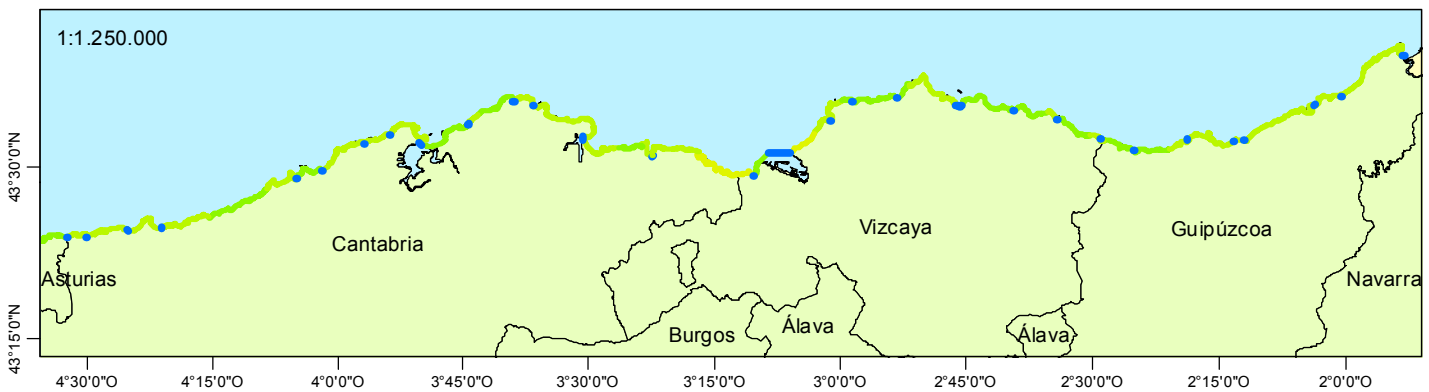 1:1.250.000
43°30'0"N
43°15'0"N
Asturias
Cantabria
Vizcaya
Guipúzcoa
Navarra
Burgos
Álava
Álava
4°30'0"O
4°15'0"O
4°0'0"O
3°45'0"O
3°30'0"O
3°15'0"O
3°0'0"O
2°45'0"O
2°30'0"O
2°15'0"O
2°0'0"O